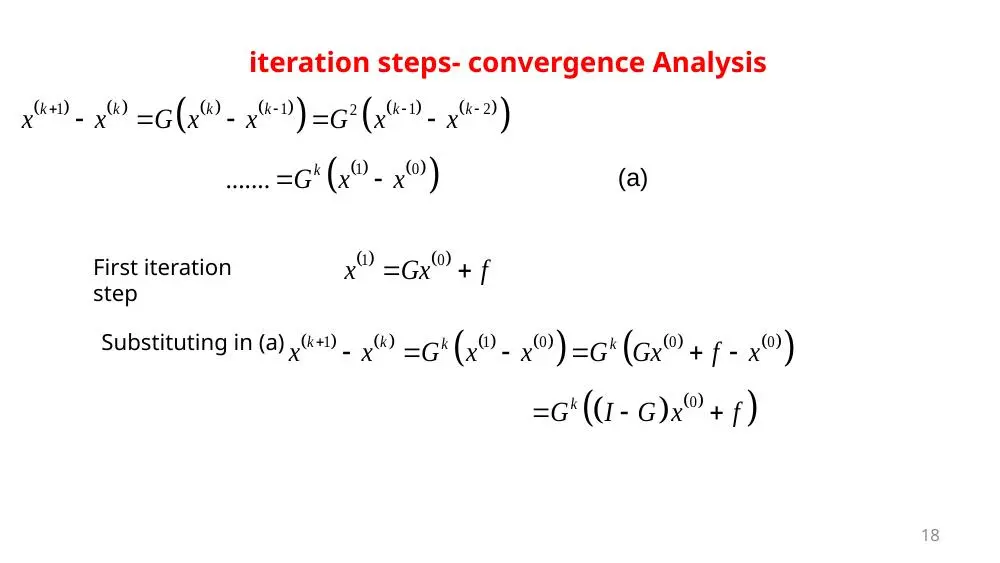 iteration steps- convergence Analysis
x^(k+1) - x^(k) = G(x^(k) - x^(k-1)) = G^2(x^(k-1) - x^(k-2))
....... = G^k(x^(1) - x^(0)) (a)
First iteration
step
x^(1) = Gx^(0) + f
Substituting in (a) x^(k+1) - x^(k) = G^k(x^(1) - x^(0)) = G^k(Gx^(0) + f - x^(0))
= G^k((I - G)x^(0) + f)
18